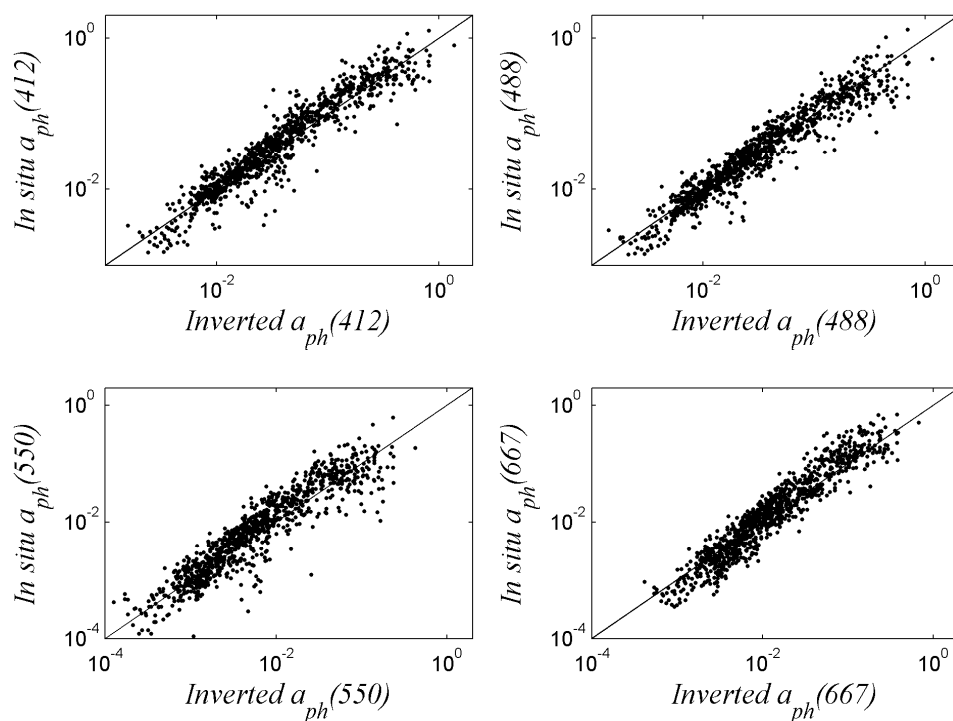 In situ a_ph(412)
10^0
10^-2
10^-2
10^0
Inverted a_ph(412)
In situ a_ph(488)
10^0
10^-2
10^-2
10^0
Inverted a_ph(488)
In situ a_ph(550)
10^0
10^-2
10^-4
10^-4
10^-2
10^0
Inverted a_ph(550)
In situ a_ph(667)
10^0
10^-2
10^-4
10^-4
10^-2
10^0
Inverted a_ph(667)